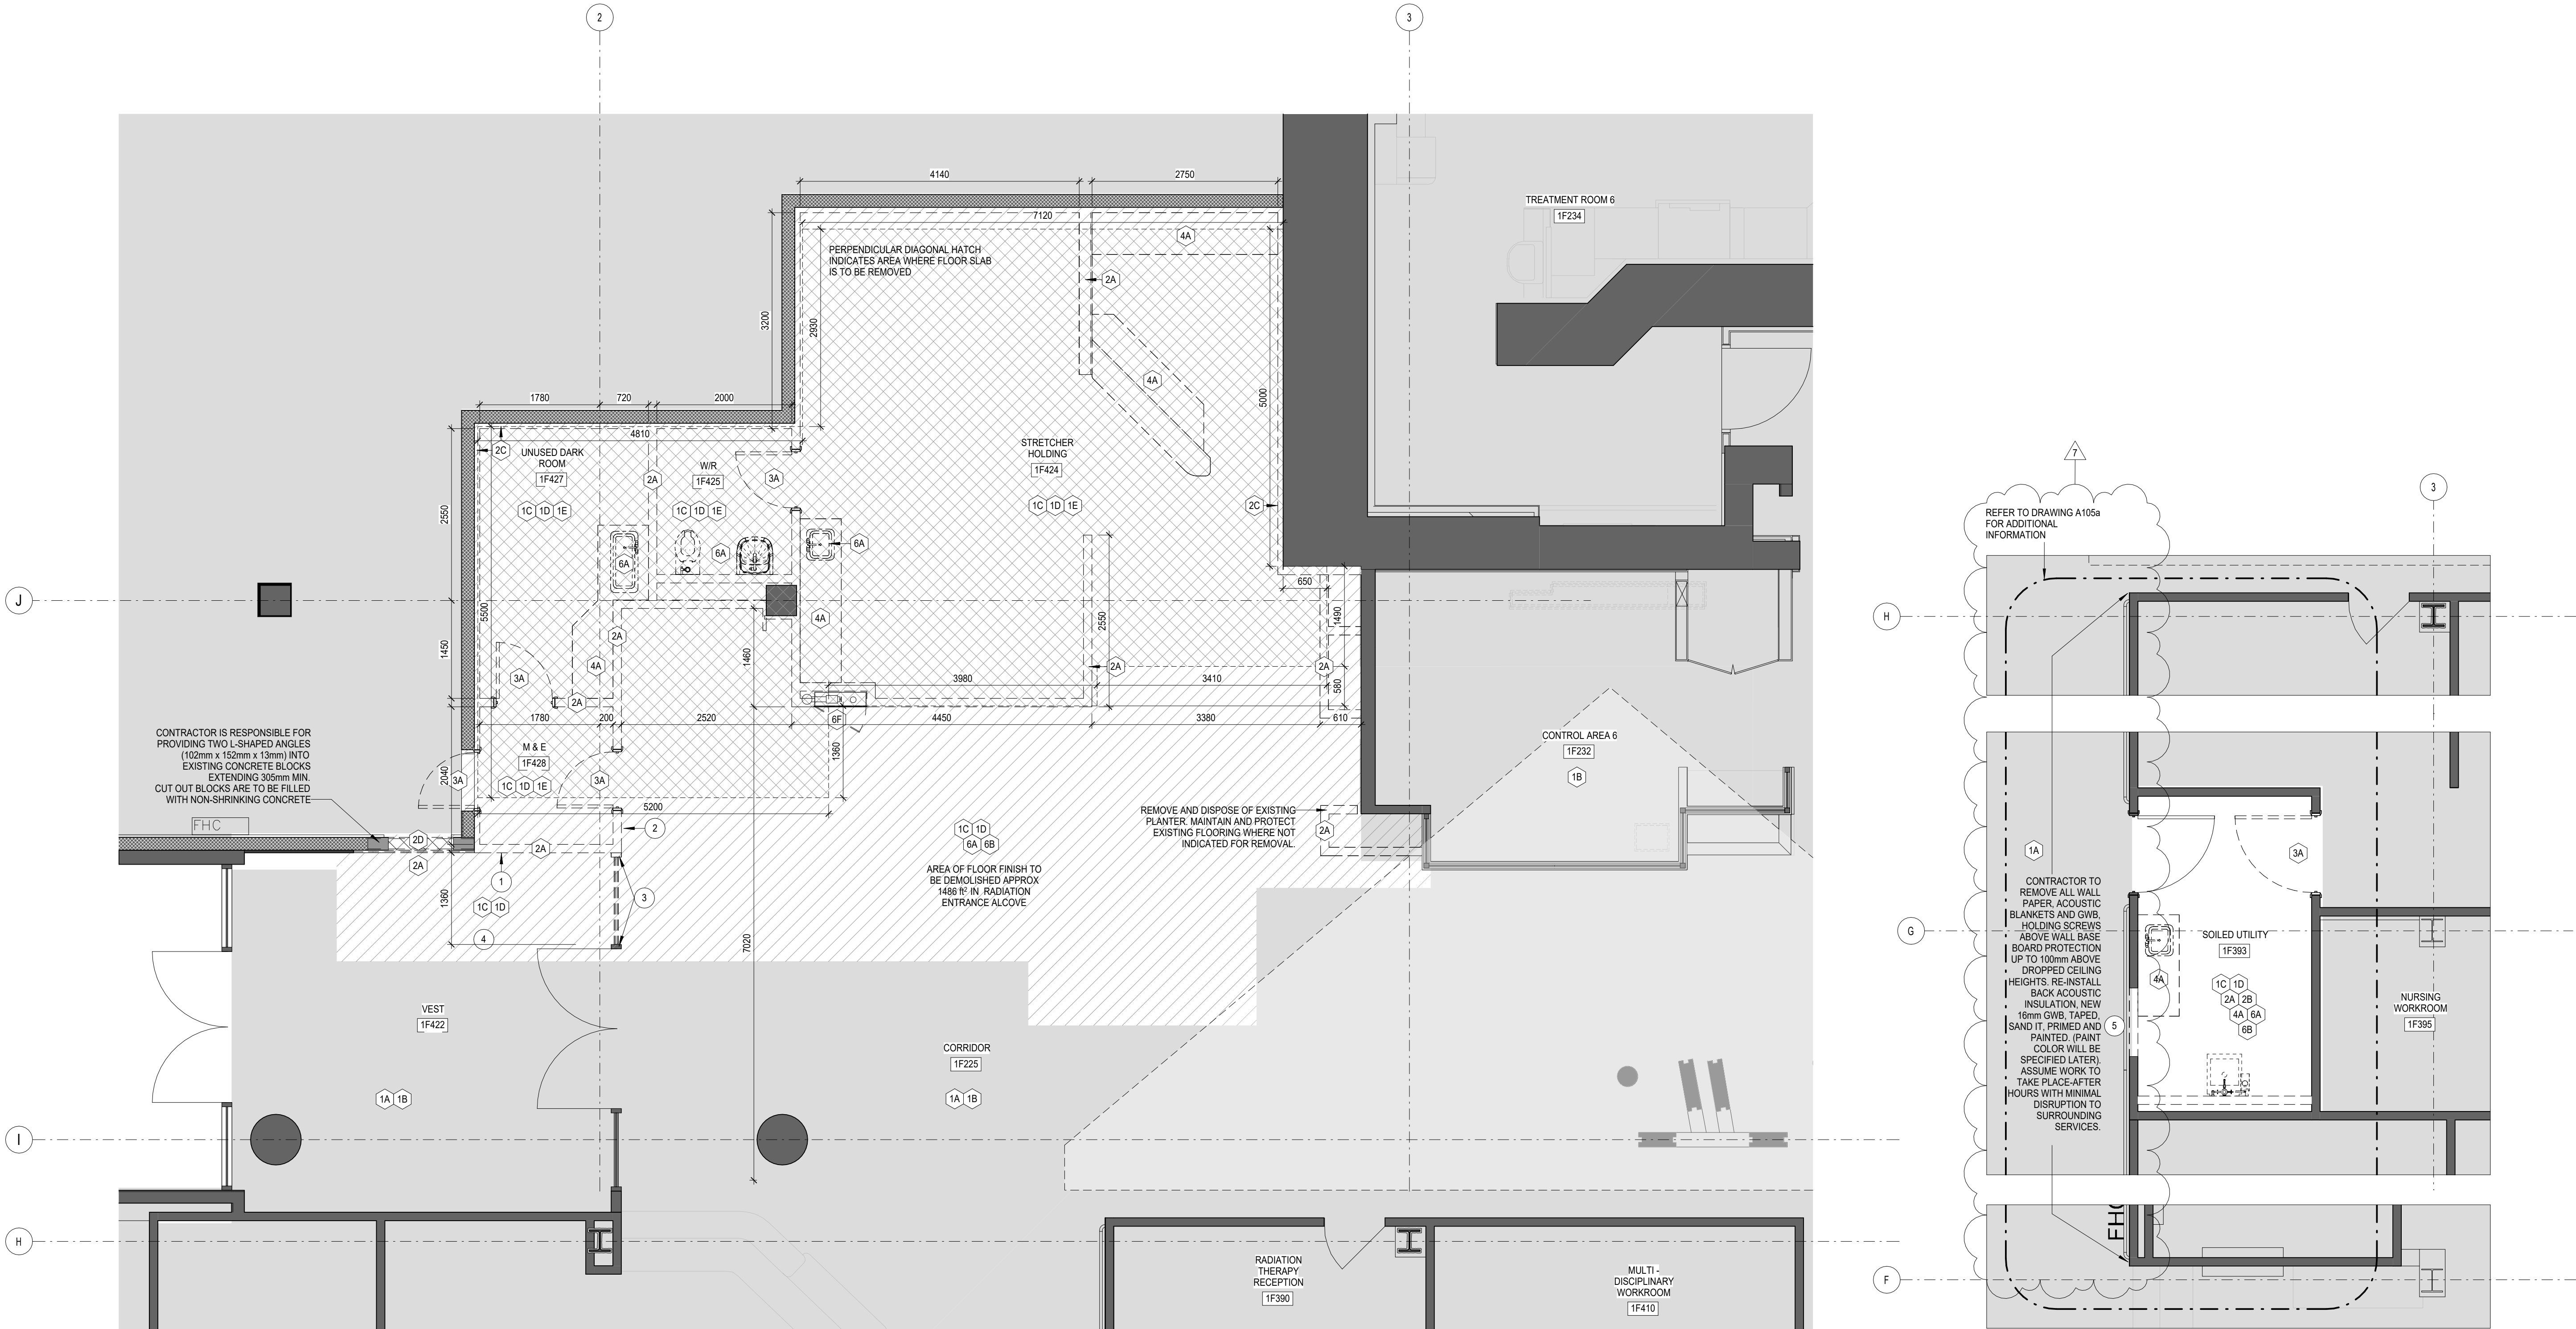 2
3
4140
2750
TREATMENT ROOM 6
1F234
7120
4A
PERPENDICULAR DIAGONAL HATCH
INDICATES AREA WHERE FLOOR SLAB
IS TO BE REMOVED
2A
3200
2930
4A
5000
1780
720
2000
4810
2C
UNUSED DARK
ROOM
1F427
1C 1D 1E
2A
W/R
1F425
1C 1D 1E
3A
STRETCHER
HOLDING
1F424
1C 1D 1E
2C
2550
6A
6A
6A
J
650
5500
1450
1460
4A
2A
4A
3A
2A
2550
1490
2A
2A
3980
3410
580
1780
200
2520
4450
3380
610
6F
1360
CONTRACTOR IS RESPONSIBLE FOR
PROVIDING TWO L-SHAPED ANGLES
(102mm x 152mm x 13mm) INTO
EXISTING CONCRETE BLOCKS
EXTENDING 305mm MIN.
CUT OUT BLOCKS ARE TO BE FILLED
WITH NON-SHRINKING CONCRETE
M & E
1F428
1C 1D 1E
3A
3A
2040
CONTROL AREA 6
1F232
1B
5200
FHC
2D
2A
2A
2
1
3
1C 1D
4
1360
7020
1C 1D
6A 6B
AREA OF FLOOR FINISH TO
BE DEMOLISHED APPROX
1486 ft² IN RADIATION
ENTRANCE ALCOVE
REMOVE AND DISPOSE OF EXISTING
PLANTER. MAINTAIN AND PROTECT
EXISTING FLOORING WHERE NOT
INDICATED FOR REMOVAL.
2A
VEST
1F422
1A 1B
CORRIDOR
1F225
1A 1B
I
H
RADIATION
THERAPY
RECEPTION
1F390
MULTI -
DISCIPLINARY
WORKROOM
1F410
7
3
REFER TO DRAWING A105a
FOR ADDITIONAL
INFORMATION
H
1A
3A
CONTRACTOR TO
REMOVE ALL WALL
PAPER, ACOUSTIC
BLANKETS AND GWB,
HOLDING SCREWS
ABOVE WALL BASE
BOARD PROTECTION
UP TO 100mm ABOVE
DROPPED CEILING
HEIGHTS. RE-INSTALL
BACK ACOUSTIC
INSULATION, NEW
16mm GWB, TAPED,
SAND IT, PRIMED AND
PAINTED. (PAINT
COLOR WILL BE
SPECIFIED LATER).
ASSUME WORK TO
TAKE PLACE-AFTER
HOURS WITH MINIMAL
DISRUPTION TO
SURROUNDING
SERVICES.
G
5
4A
SOILED UTILITY
1F393
1C 1D
2A 2B
4A 6A
6B
NURSING
WORKROOM
1F395
FHC
F